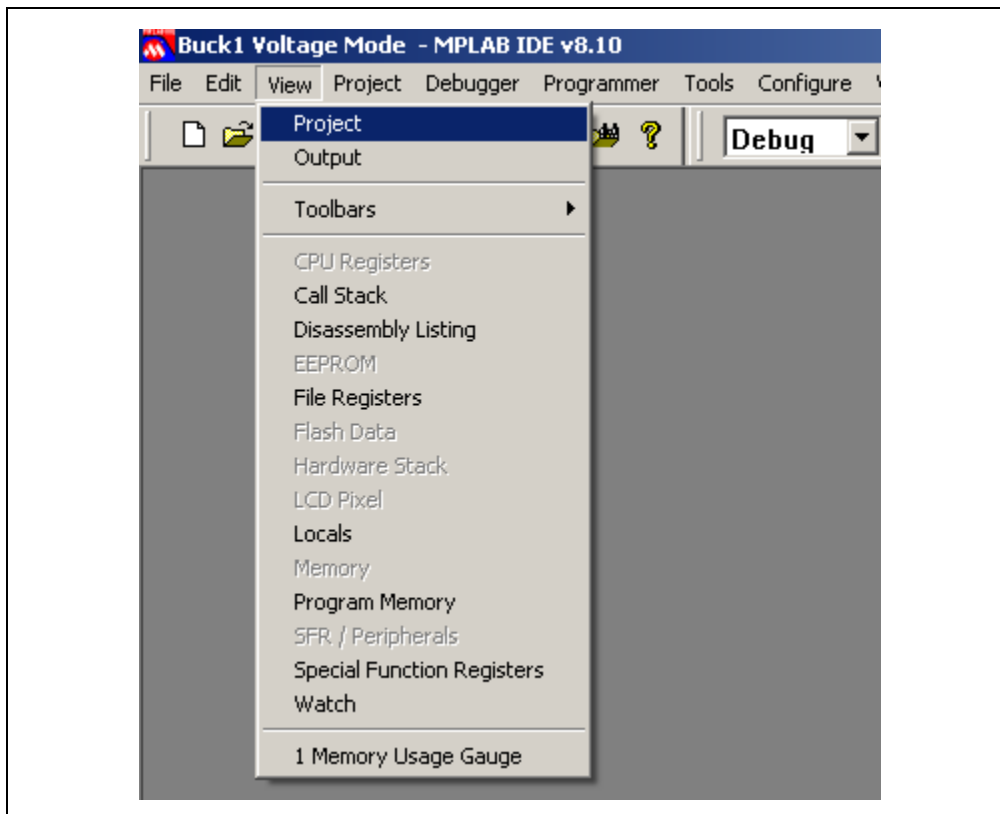 Buck1 Voltage Mode - MPLAB IDE v8.10
File Edit View Project Debugger Programmer Tools Configure
Debug
Project
Output
Toolbars
CPU Registers
Call Stack
Disassembly Listing
EEPROM
File Registers
Flash Data
Hardware Stack
LCD Pixel
Locals
Memory
Program Memory
SFR / Peripherals
Special Function Registers
Watch
1 Memory Usage Gauge